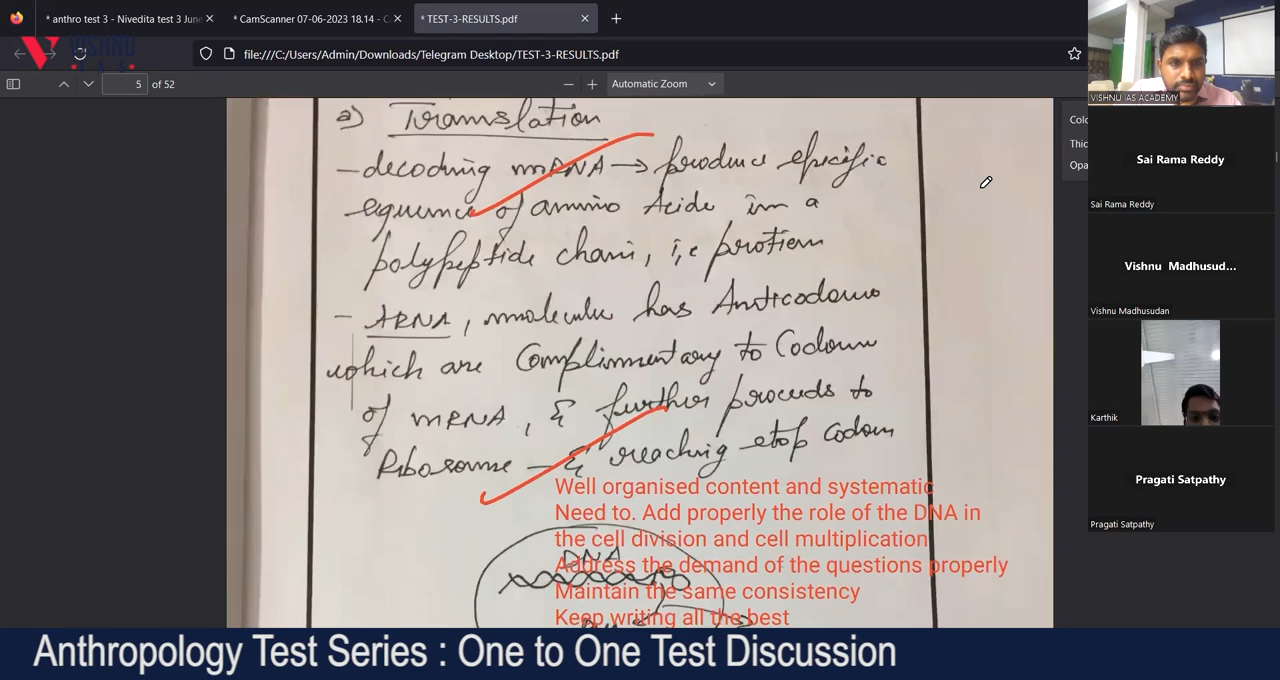 * anthro test 3 - Nivedita test 3 June
* CamScanner 07-06-2023 18.14 - C
* TEST-3-RESULTS.pdf
VISHNU
IAS
file:///C:/Users/Admin/Downloads/Telegram Desktop/TEST-3-RESULTS.pdf
5 of 52
Automatic Zoom
Colo
Thic
Opa
a) Translation
- decoding mRNA → produce specific
sequence of amino Acids in a
polypeptide chain, i,e protien
- tRNA, molecules has Anticodons
which are Complimentary to Codons
of mRNA, & further proceeds to
Ribosome - & reaching stop codon
Well organised content and systematic
Need to. Add properly the role of the DNA in
the cell division and cell multiplication
DNA
Address the demand of the questions properly
Maintain the same consistency
Keep writing all the best
VISHNU IAS ACADEMY
Sai Rama Reddy
Sai Rama Reddy
Vishnu Madhusud...
Vishnu Madhusudan
Karthik
Pragati Satpathy
Pragati Satpathy
Anthropology Test Series : One to One Test Discussion